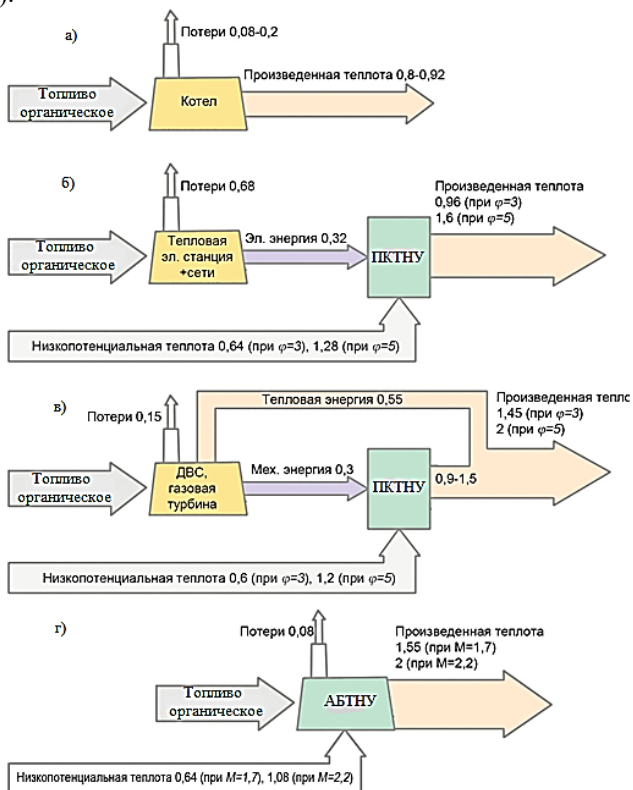 ).
а)
Потери 0,08-0,2
Произведенная теплота 0,8-0,92
Топливо
органическое
Котел
б)
Потери 0,68
Произведенная теплота
0,96 (при φ=3)
1,6 (при φ=5)
Топливо
органическое
Тепловая
эл. станция
+сети
Эл. энергия 0,32
ПКТНУ
Низкопотенциальная теплота 0,64 (при φ=3), 1,28 (при φ=5)
в)
Потери 0,15
Тепловая энергия 0,55
Произведенная тепло
1,45 (при φ=3)
2 (при φ=5)
Топливо
органическое
ДВС,
газовая
турбина
Мех. энергия 0,3
ПКТНУ
0,9-1,5
Низкопотенциальная теплота 0,6 (при φ=3), 1,2 (при φ=5)
г)
Потери 0,08
Произведенная теплота
1,55 (при М=1,7)
2 (при М=2,2)
Топливо
органическое
АБТНУ
Низкопотенциальная теплота 0,64 (при М=1,7), 1,08 (при М=2,2)